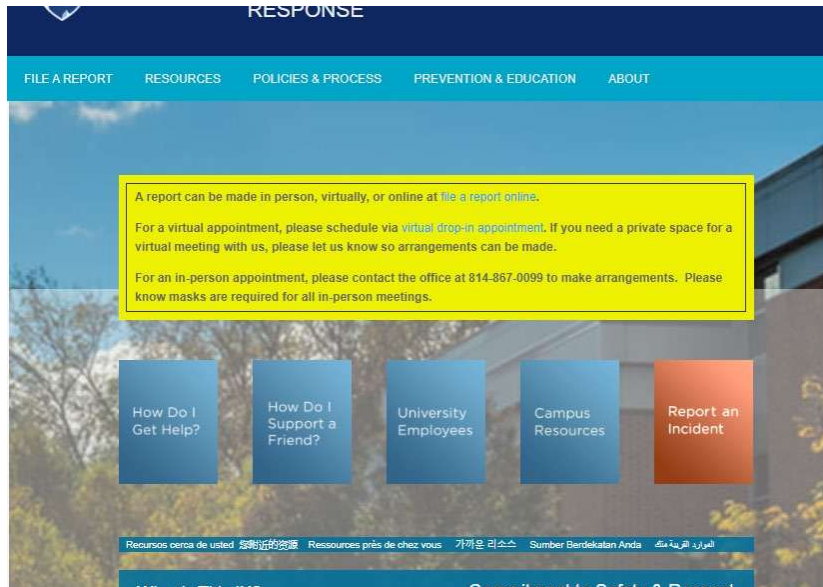 RESPONSE
FILE A REPORT RESOURCES POLICIES & PROCESS PREVENTION & EDUCATION ABOUT
A report can be made in person, virtually, or online at file a report online.
For a virtual appointment, please schedule via virtual drop-in appointment. If you need a private space for a
virtual meeting with us, please let us know so arrangements can be made.
For an in-person appointment, please contact the office at 814-867-0099 to make arrangements. Please
know masks are required for all in-person meetings.
How Do I
Get Help?
How Do I
Support a
Friend?
University
Employees
Campus
Resources
Report an
Incident
Recursos cerca de usted 您附近的资源 Ressources près de chez vous 가까운 리소스 Sumber Berdekatan Anda الموارد القريبة منك